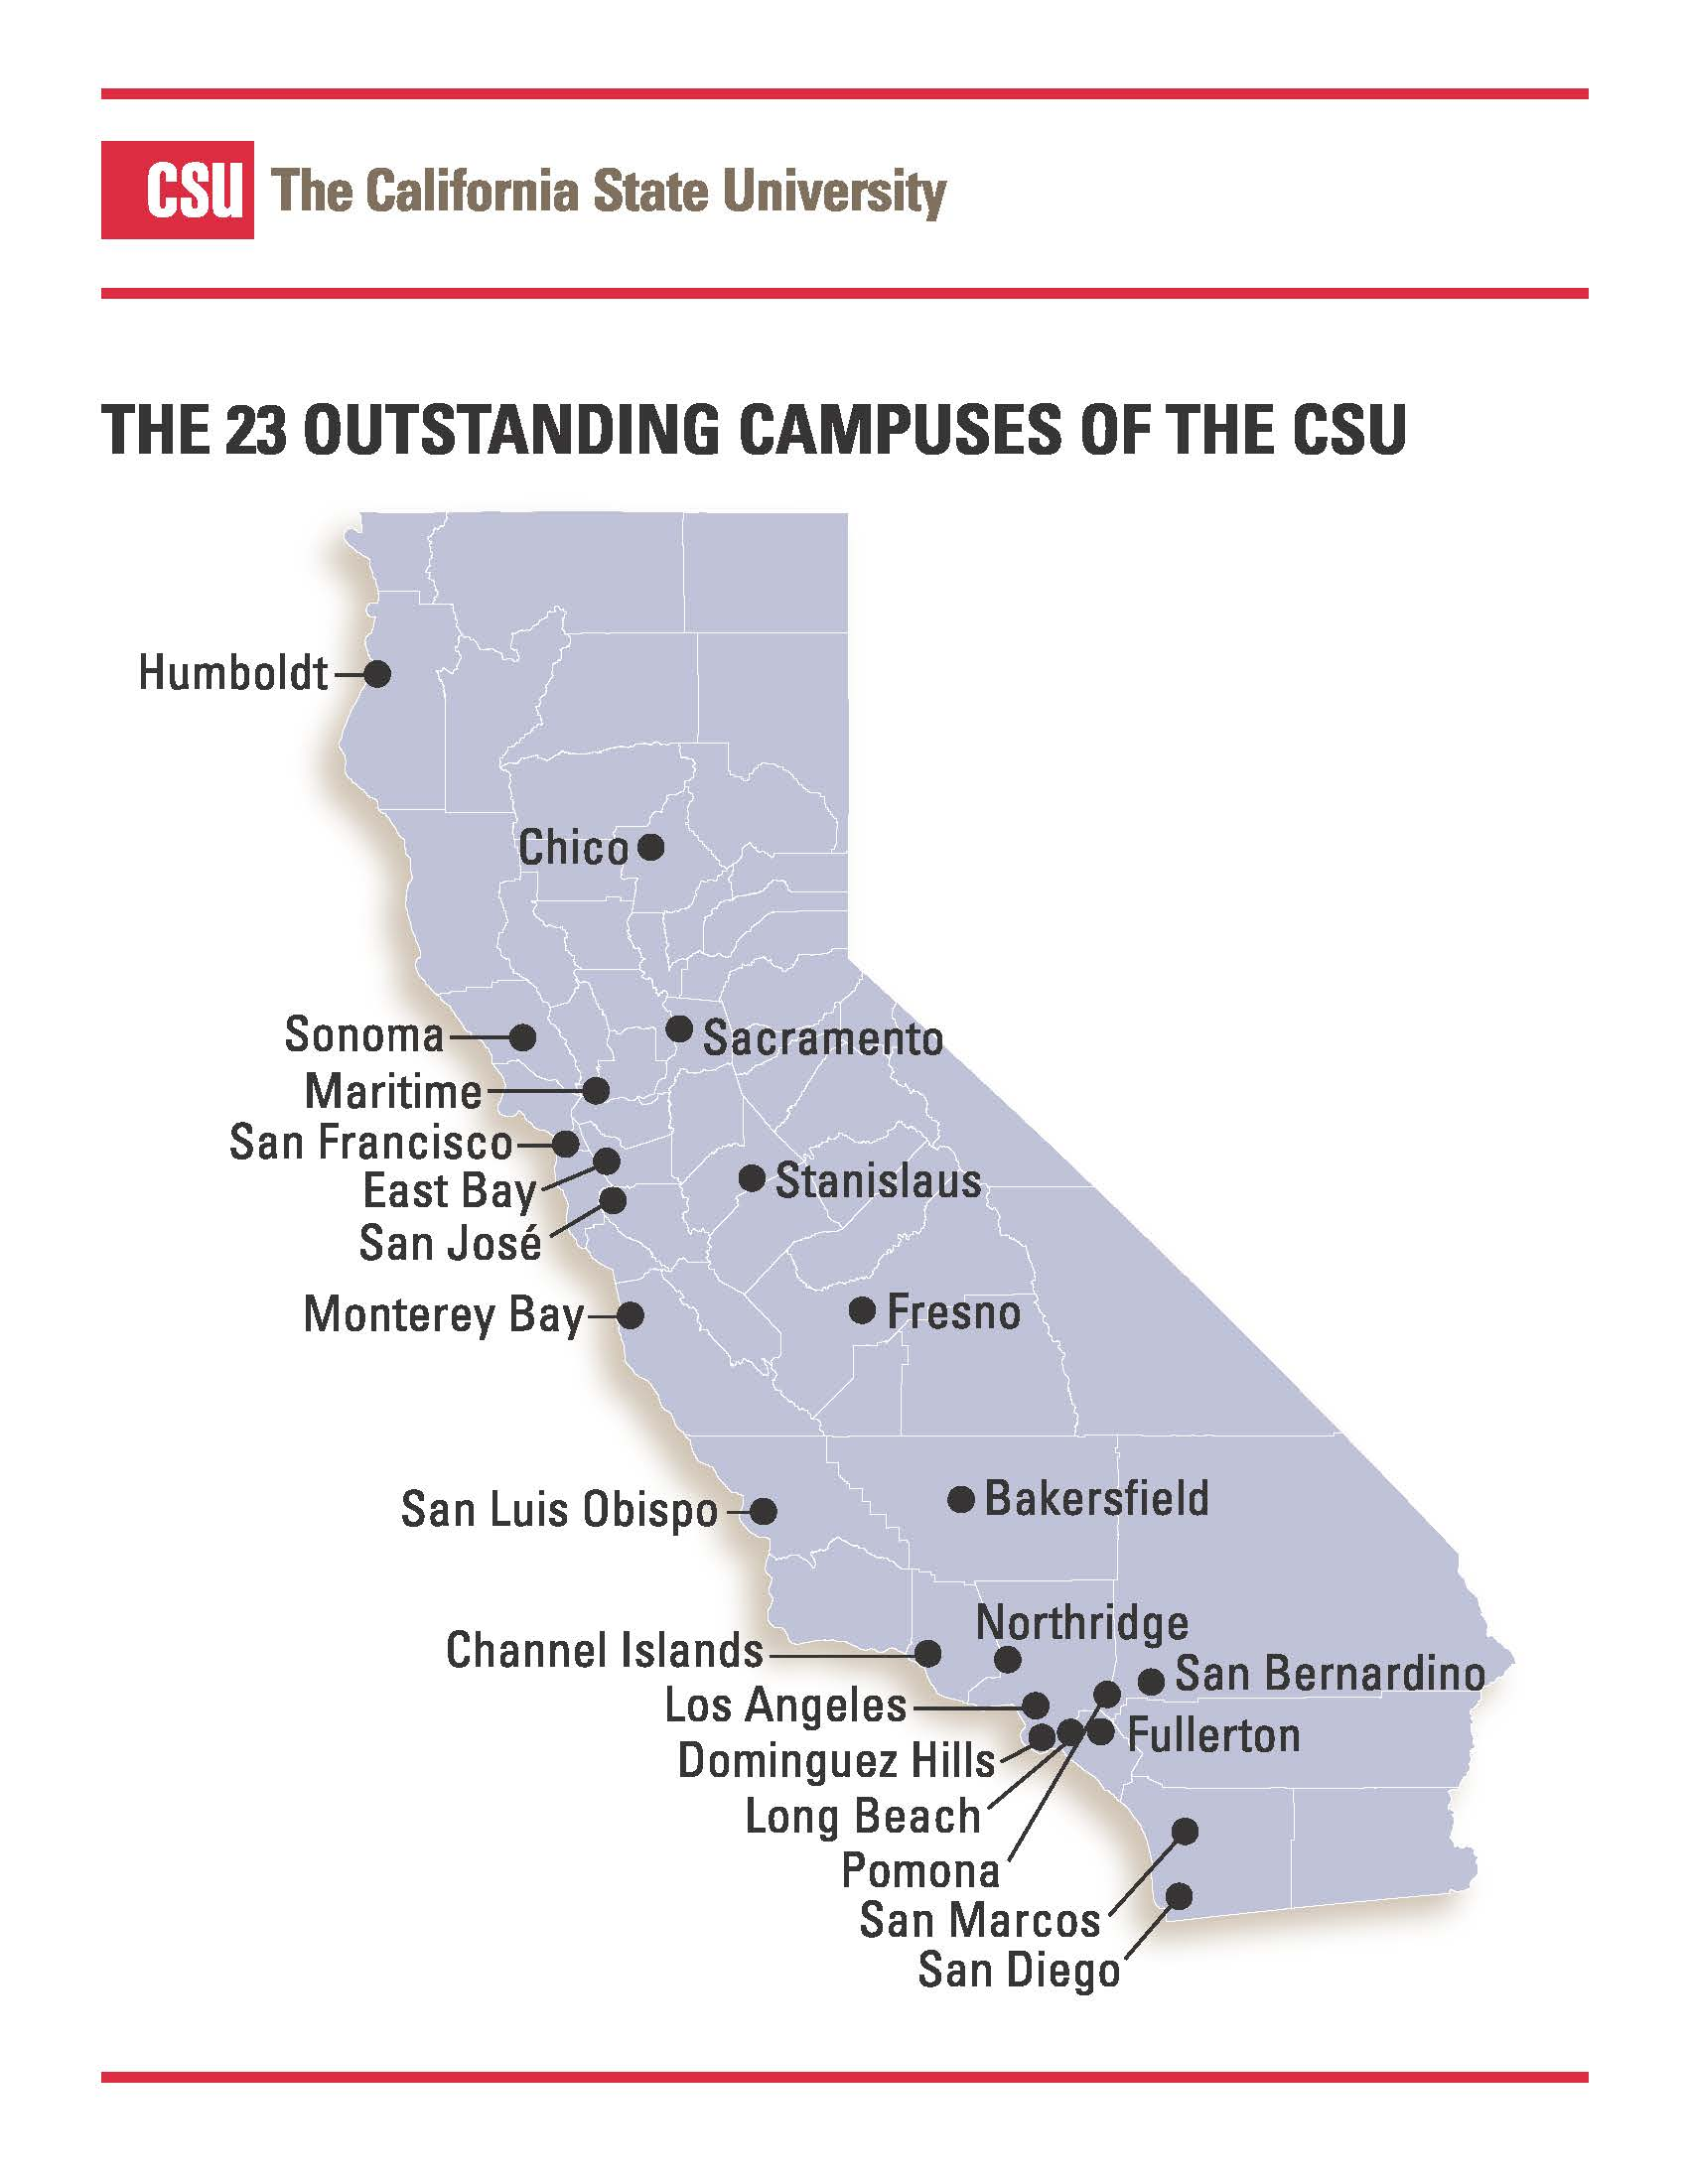 CSU The California State University
THE 23 OUTSTANDING CAMPUSES OF THE CSU
Humboldt
Chico
Sonoma
Sacramento
Maritime
San Francisco
East Bay
Stanislaus
San José
Monterey Bay
Fresno
San Luis Obispo
Bakersfield
Northridge
Channel Islands
San Bernardino
Los Angeles
Fullerton
Dominguez Hills
Long Beach
Pomona
San Marcos
San Diego